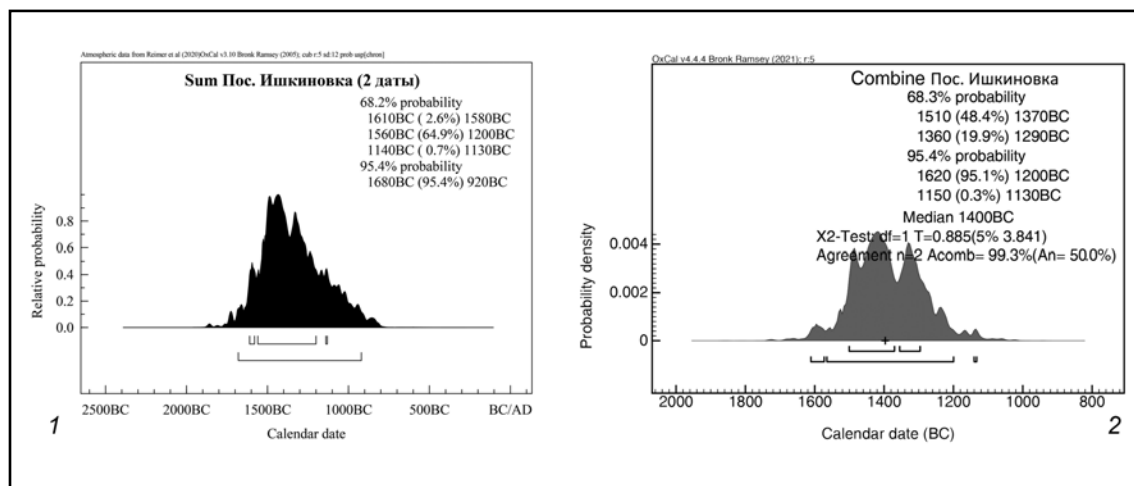 Atmospheric data from Reimer et al (2020)OxCal v3.10 Bronk Ramsey (2005); cub r:5 sd:12 prob usp[chron]
Sum Пос. Ишкиновка (2 даты)
68.2% probability
1610BC ( 2.6%) 1580BC
1560BC (64.9%) 1200BC
1140BC ( 0.7%) 1130BC
95.4% probability
1680BC (95.4%) 920BC
Relative probability
0.8
0.6
0.4
0.2
0.0
2500BC 2000BC 1500BC 1000BC 500BC BC/AD
Calendar date
1
OxCal v4.4.4 Bronk Ramsey (2021); r:5
Combine Пос. Ишкиновка
68.3% probability
1510 (48.4%) 1370BC
1360 (19.9%) 1290BC
95.4% probability
1620 (95.1%) 1200BC
1150 (0.3%) 1130BC
Median 1400BC
X2-Test: df=1 T=0.885(5% 3.841)
Agreement n=2 Acomb= 99.3%(An= 50.0%)
Probability density
0.004
0.002
0
2000 1800 1600 1400 1200 1000 800
Calendar date (BC)
2